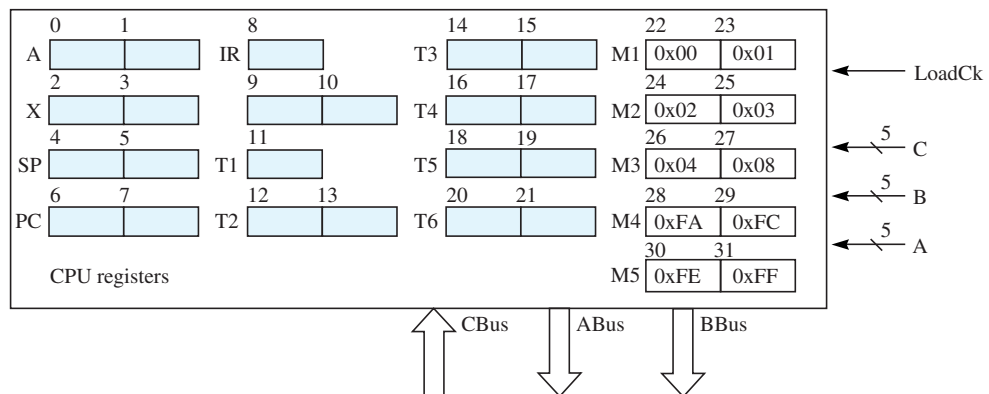 0 1 8 14 15 22 23
A IR T3 M1 0x00 0x01
LoadCk
2 3 9 10 16 17 24 25
X T4 M2 0x02 0x03
4 5 11 18 19 26 27 5
SP T1 T5 M3 0x04 0x08 C
6 7 12 13 20 21 28 29 5
PC T2 T6 M4 0xFA 0xFC B
5
A
30 31
CPU registers M5 0xFE 0xFF
CBus ABus BBus